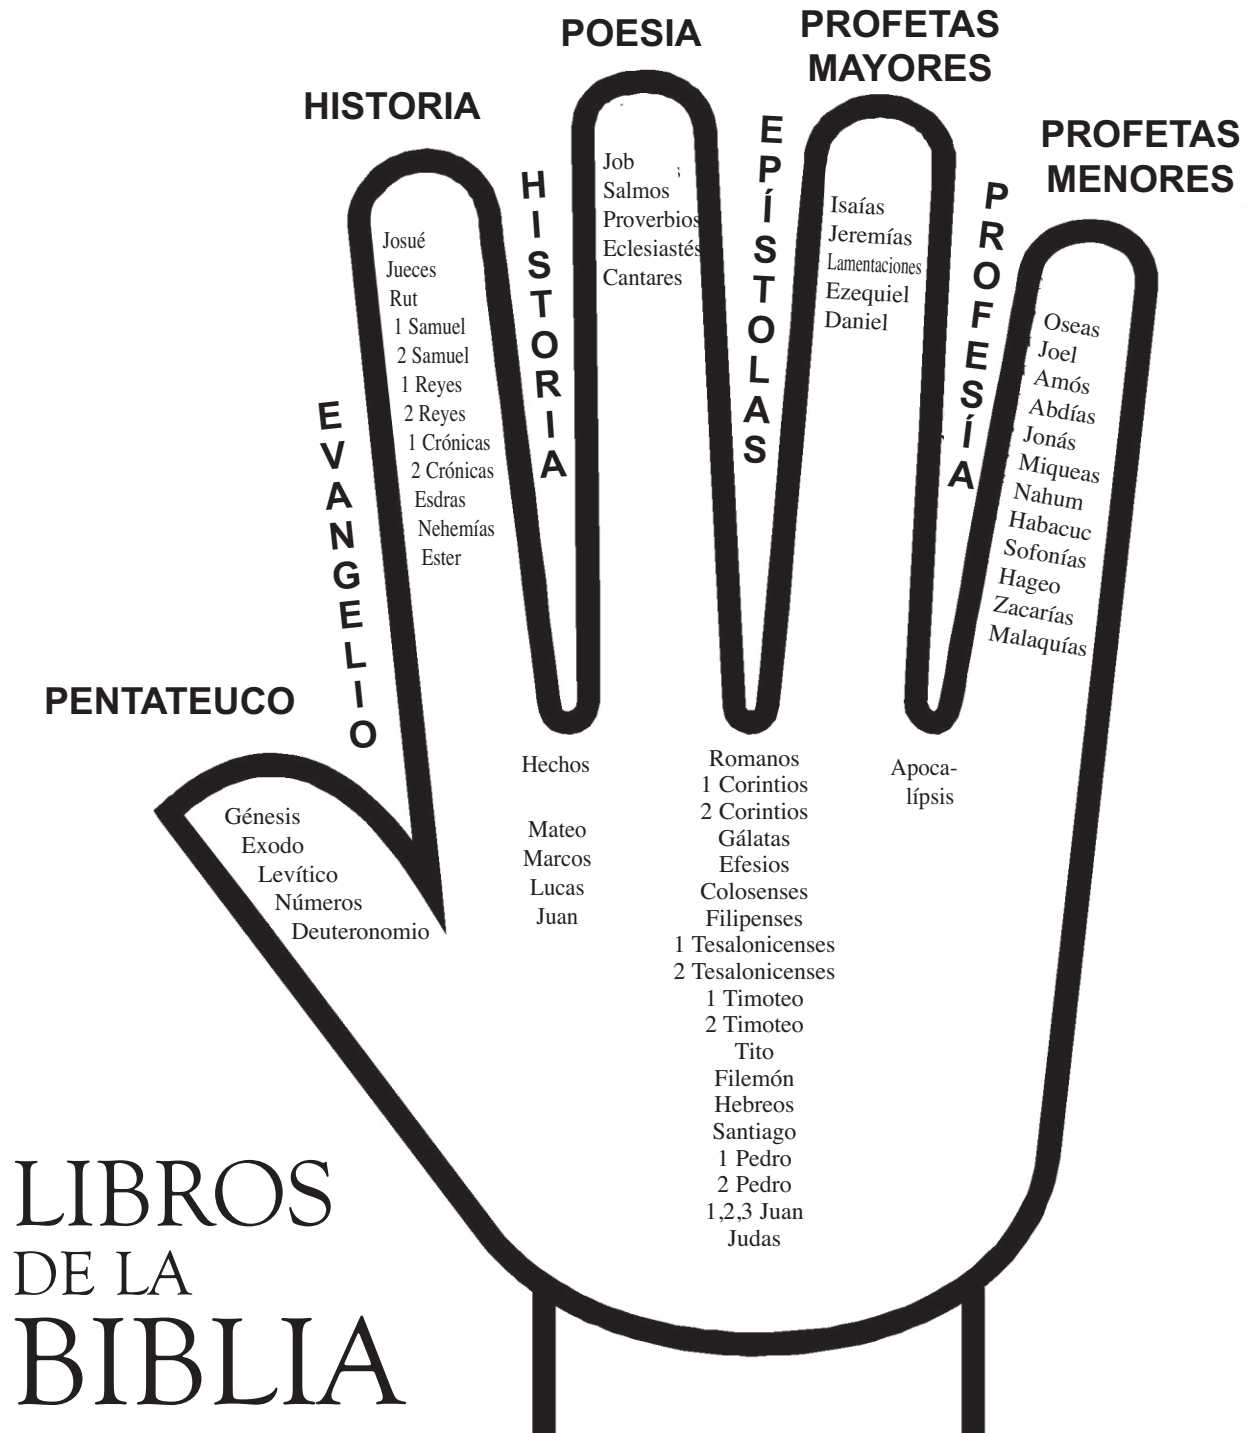 POESIA
PROFETAS
MAYORES
HISTORIA
PROFETAS
MENORES
PENTATEUCO
EVANGELIO
HISTORIA
EPÍSTOLAS
PROFESÍA
Génesis
Exodo
Levítico
Números
Deuteronomio
Josué
Jueces
Rut
1 Samuel
2 Samuel
1 Reyes
2 Reyes
1 Crónicas
2 Crónicas
Esdras
Nehemías
Ester
Job
Salmos
Proverbios
Eclesiastés
Cantares
Isaías
Jeremías
Lamentaciones
Ezequiel
Daniel
Oseas
Joel
Amós
Abdías
Jonás
Miqueas
Nahum
Habacuc
Sofonías
Hageo
Zacarías
Malaquías
Hechos
Mateo
Marcos
Lucas
Juan
Romanos
1 Corintios
2 Corintios
Gálatas
Efesios
Colosenses
Filipenses
1 Tesalonicenses
2 Tesalonicenses
1 Timoteo
2 Timoteo
Tito
Filemón
Hebreos
Santiago
1 Pedro
2 Pedro
1,2,3 Juan
Judas
Apoca-
lípsis
LIBROS
DE LA
BIBLIA